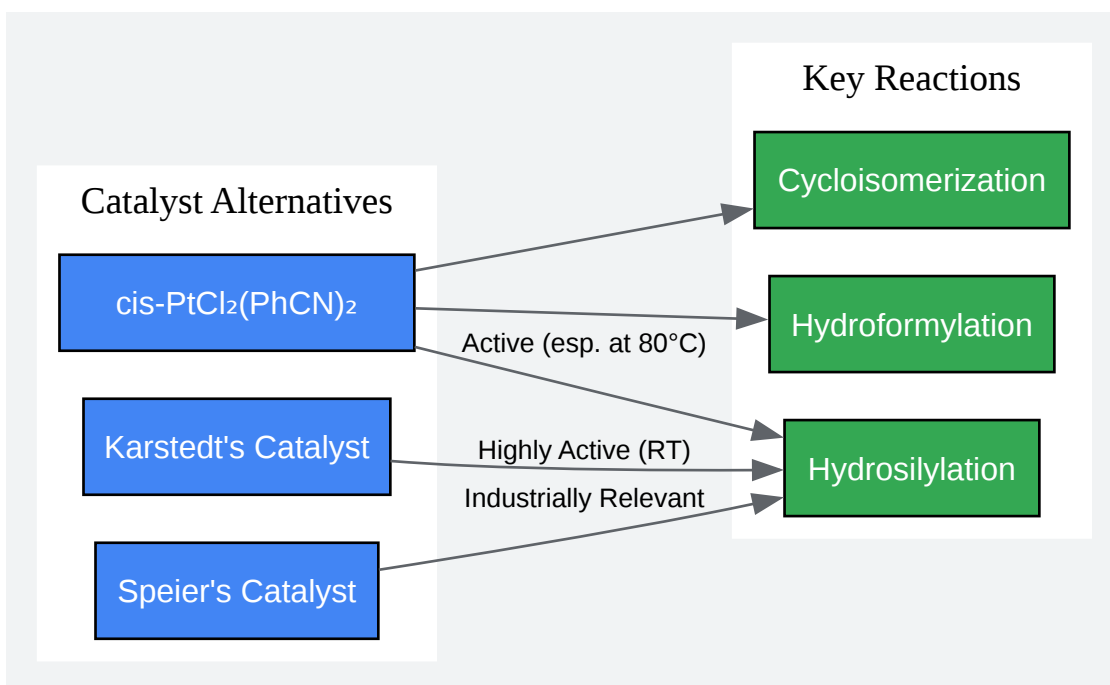 Key Reactions
Cycloisomerization
Catalyst Alternatives
cis-PtCl₂(PhCN)₂
Hydroformylation
Active (esp. at 80°C)
Karstedt's Catalyst
Highly Active (RT)
Hydrosilylation
Industrially Relevant
Speier's Catalyst